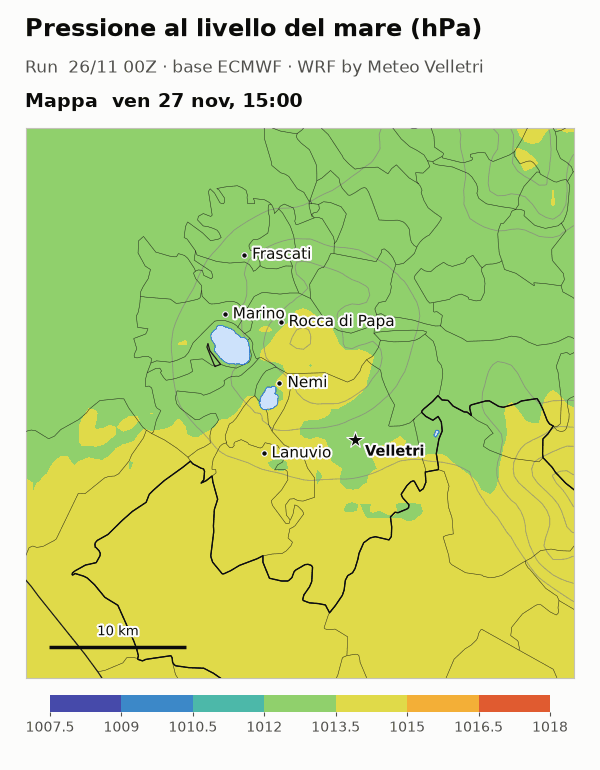 Pressione al livello del mare (hPa)
Run  26/11 00Z · base ECMWF · WRF by Meteo Velletri
Mappa  ven 27 nov, 15:00
Frascati
Marino
Rocca di Papa
Nemi
Velletri
Lanuvio
10 km
1007.5 1009 1010.5 1012 1013.5 1015 1016.5 1018